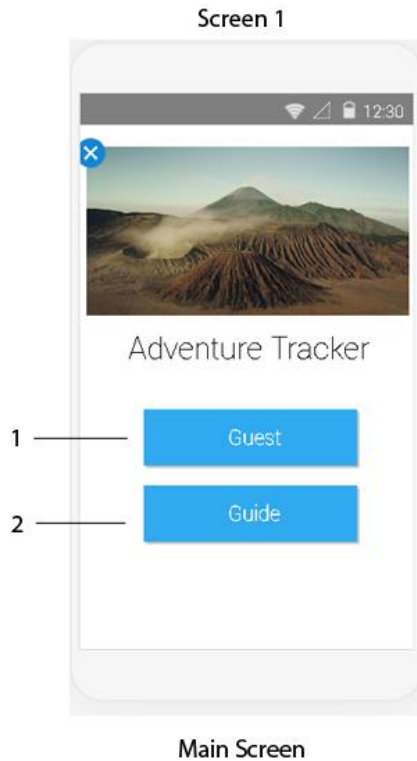 Screen 1
12:30
Adventure Tracker
1
Guest
2
Guide
Main Screen